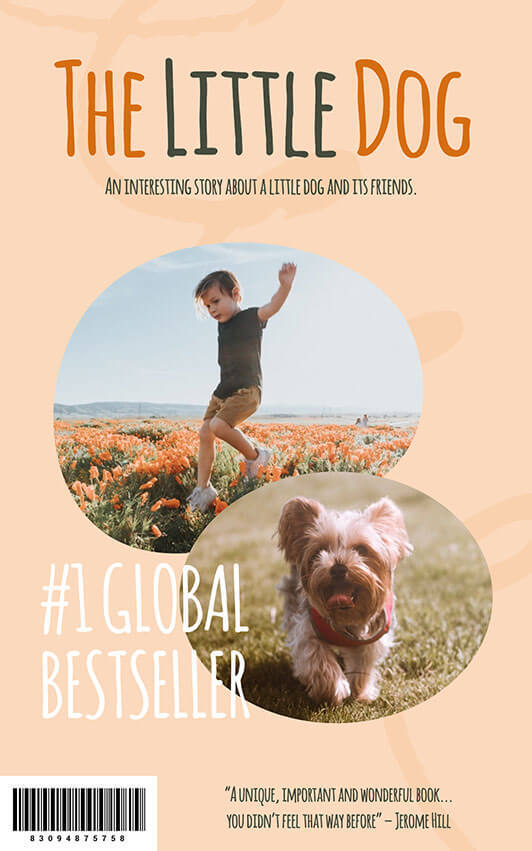 The Little Dog
An interesting story about a little dog and its friends.
#1 Global
Bestseller
“A unique, important and wonderful book...
you didn’t feel that way before” – Jerome Hill
83094875758